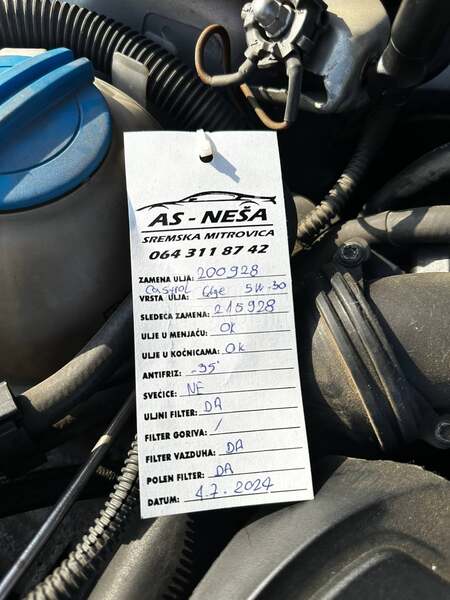 AS - NEŠA
SREMSKA MITROVICA
064 311 87 42
ZAMENA ULJA: 200928
VRSTA ULJA: Castrol Edge 5W-30
SLEDEĆA ZAMENA: 215928
ULJE U MENJAČU: OK
ULJE U KOČNICAMA: OK
ANTIFRIZ: -35°
SVEĆICE: NE
ULJNI FILTER: DA
FILTER GORIVA: /
FILTER VAZDUHA: DA
POLEN FILTER: DA
DATUM: 4.7.2024